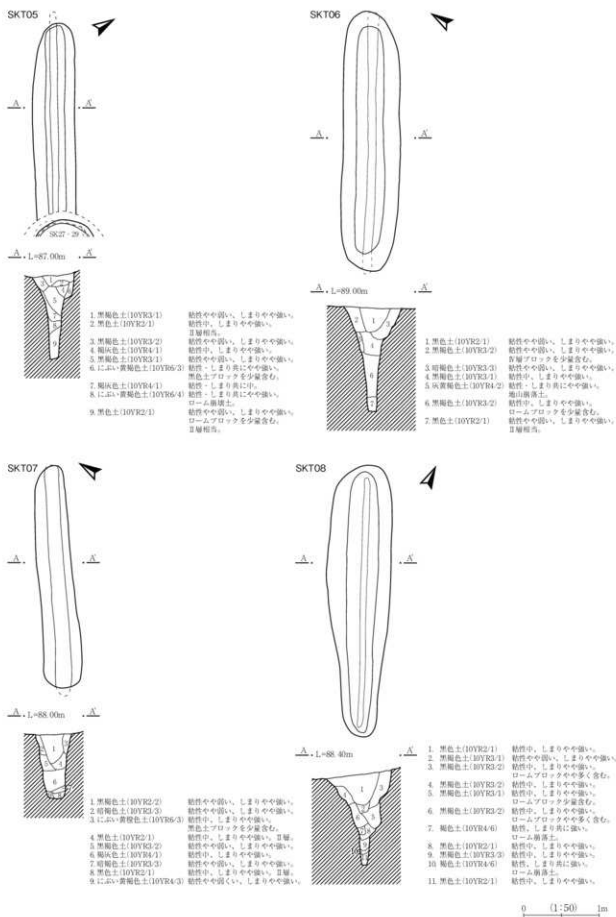 SKT05
A A'
SK27・29
A L=87.00m A'
1. 黒褐色土(10YR3/1) 粘性やや弱い、しまりやや強い。
2. 黒色土(10YR2/1) 粘性中、しまりやや強い。
Ⅱ層相当。
3. 黒褐色土(10YR3/2) 粘性やや弱い、しまりやや強い。
4. 褐灰色土(10YR4/1) 粘性中、しまりやや強い。
5. 黒褐色土(10YR3/1) 粘性やや弱い、しまりやや強い。
6. にぶい黄橙色土(10YR6/3) 粘性・しまり共にやや強い。
黒色土ブロックを少量含む。
7. 褐灰色土(10YR4/1) 粘性・しまり共に中。
8. にぶい黄橙色土(10YR6/4) 粘性・しまり共にやや強い。
ローム崩壊土。
9. 黒色土(10YR2/1) 粘性やや弱い、しまりやや強い。
ロームブロックを少量含む。
Ⅱ層相当。
SKT06
A A'
A L=89.00m A'
1. 黒色土(10YR2/1) 粘性やや弱い、しまりやや強い。
2. 黒褐色土(10YR3/2) 粘性やや弱い、しまりやや強い。
Ⅳ層ブロックを少量含む。
3. 暗褐色土(10YR3/3) 粘性やや弱い、しまりやや強い。
4. 黒褐色土(10YR3/1) 粘性中、しまりやや強い。
5. 灰黄褐色土(10YR4/2) 粘性・しまり共にやや強い。
地山崩落土。
6. 黒褐色土(10YR3/2) 粘性中、しまりやや強い。
ロームブロックを少量含む。
7. 黒色土(10YR2/1) 粘性やや弱い、しまりやや強い。
Ⅱ層相当。
SKT07
A A'
A L=88.00m A'
1. 黒褐色土(10YR2/2) 粘性やや弱い、しまりやや強い。
2. 暗褐色土(10YR3/3) 粘性やや弱い、しまりやや強い。
3. にぶい黄橙色土(10YR6/3) 粘性中、しまりやや強い。
黒色土ブロックを少量含む。
4. 黒色土(10YR2/1) 粘性中、しまりやや強い、Ⅱ層。
5. 黒褐色土(10YR3/2) 粘性やや弱い、しまりやや強い。
6. 褐灰色土(10YR4/1) 粘性中、しまりやや強い。
7. 暗褐色土(10YR3/3) 粘性やや弱い、しまりやや強い。
8. 黒色土(10YR2/1) 粘性中、しまりやや強い、Ⅱ層。
9. にぶい黄褐色土(10YR4/3) 粘性やや弱くい、しまりやや強い。
SKT08
A A'
A L=88.40m A'
1. 黒色土(10YR2/1) 粘性中、しまりやや強い。
2. 黒褐色土(10YR3/1) 粘性やや弱い、しまりやや強い。
3. 黒褐色土(10YR3/2) 粘性中、しまりやや強い。
ロームブロックやや多く含む。
4. 黒褐色土(10YR3/2) 粘性中、しまりやや強い。
5. 黒褐色土(10YR3/2) 粘性中、しまりやや強い。
ロームブロック少量含む。
6. 黒褐色土(10YR3/2) 粘性中、しまりやや強い。
ロームブロックやや多く含む。
7. 褐色土(10YR4/6) 粘性、しまり共に強い。
ローム崩落土。
8. 黒色土(10YR2/1) 粘性中、しまりやや強い。
9. 黒褐色土(10YR3/3) 粘性中、しまりやや強い。
10. 褐色土(10YR4/6) 粘性、しまり共に強い。
ローム崩落土。
11. 黒色土(10YR2/1) 粘性中、しまりやや強い。
0 (1:50) 1m